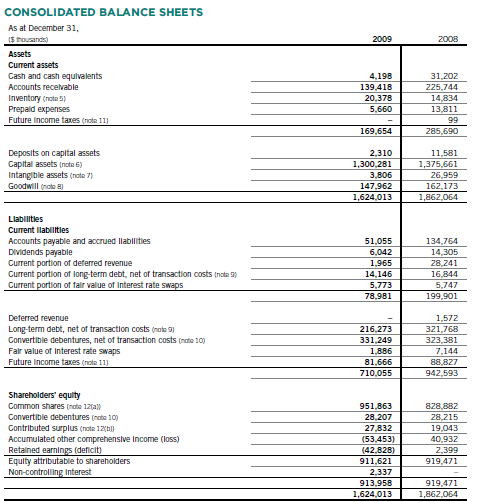 CONSOLIDATED BALANCE SHEETS
As at December 31,
($ thousands) 2009 2008
Assets
Current assets
Cash and cash equivalents 4,198 31,202
Accounts receivable 139,418 225,744
Inventory (note 5) 20,378 14,834
Prepaid expenses 5,660 13,811
Future income taxes (note 11) – 99
169,654 285,690
Deposits on capital assets 2,310 11,581
Capital assets (note 6) 1,300,281 1,375,661
Intangible assets (note 7) 3,806 26,959
Goodwill (note 8) 147,962 162,173
1,624,013 1,862,064
Liabilities
Current liabilities
Accounts payable and accrued liabilities 51,055 134,764
Dividends payable 6,042 14,305
Current portion of deferred revenue 1,965 28,241
Current portion of long-term debt, net of transaction costs (note 9) 14,146 16,844
Current portion of fair value of interest rate swaps 5,773 5,747
78,981 199,901
Deferred revenue – 1,572
Long-term debt, net of transaction costs (note 9) 216,273 321,768
Convertible debentures, net of transaction costs (note 10) 331,249 323,381
Fair value of interest rate swaps 1,886 7,144
Future income taxes (note 11) 81,666 88,827
710,055 942,593
Shareholders' equity
Common shares (note 12(a)) 951,863 828,882
Convertible debentures (note 10) 28,207 28,215
Contributed surplus (note 12(b)) 27,832 19,043
Accumulated other comprehensive income (loss) (53,453) 40,932
Retained earnings (deficit) (42,828) 2,399
Equity attributable to shareholders 911,621 919,471
Non-controlling interest 2,337 –
913,958 919,471
1,624,013 1,862,064